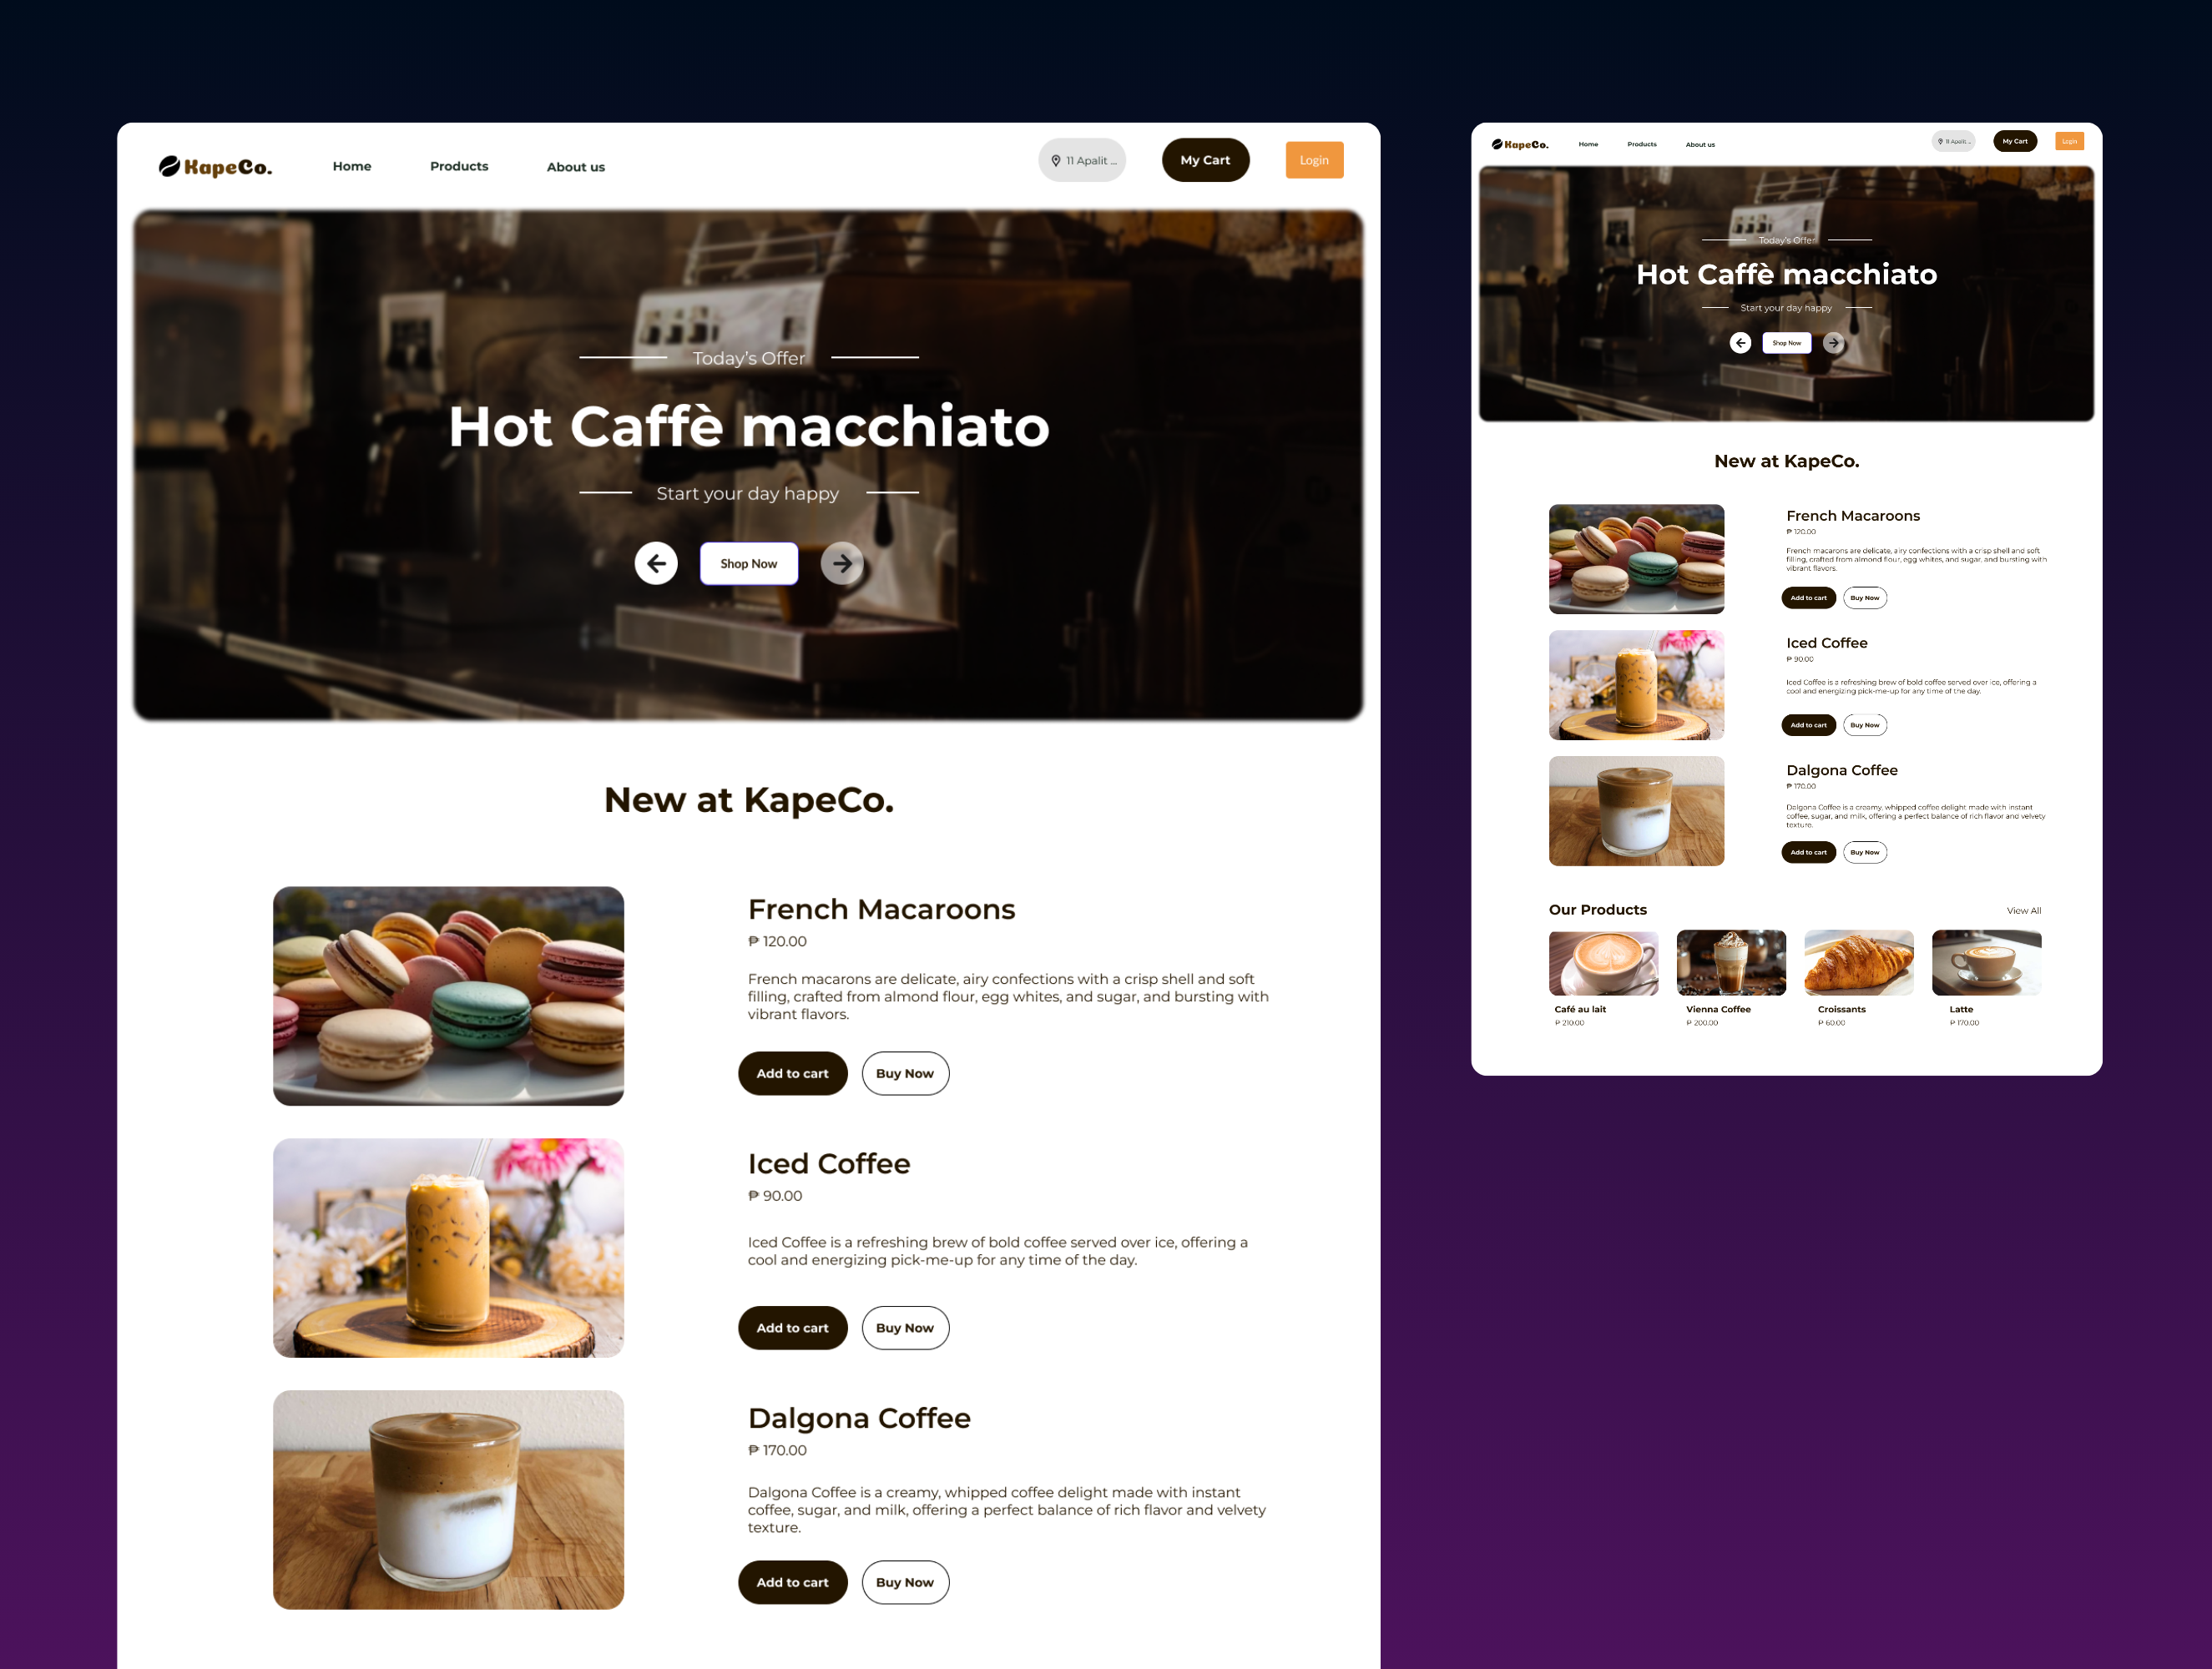 KapeCo.
Home
Products
About us
11 Apalit ...
My Cart
Login
Today's Offer
Hot Caffè macchiato
Start your day happy
Shop Now
New at KapeCo.
French Macaroons
₱ 120.00
French macarons are delicate, airy confections with a crisp shell and soft
filling, crafted from almond flour, egg whites, and sugar, and bursting with
vibrant flavors.
Add to cart
Buy Now
Iced Coffee
₱ 90.00
Iced Coffee is a refreshing brew of bold coffee served over ice, offering a
cool and energizing pick-me-up for any time of the day.
Add to cart
Buy Now
Dalgona Coffee
₱ 170.00
Dalgona Coffee is a creamy, whipped coffee delight made with instant
coffee, sugar, and milk, offering a perfect balance of rich flavor and velvety
texture.
Add to cart
Buy Now
KapeCo.
Home
Products
About us
11 Apalit ...
My Cart
Login
Today's Offer
Hot Caffè macchiato
Start your day happy
Shop Now
New at KapeCo.
French Macaroons
₱ 120.00
French macarons are delicate, airy confections with a crisp shell and soft
filling, crafted from almond flour, egg whites, and sugar, and bursting with
vibrant flavors.
Add to cart
Buy Now
Iced Coffee
₱ 90.00
Iced Coffee is a refreshing brew of bold coffee served over ice, offering a
cool and energizing pick-me-up for any time of the day.
Add to cart
Buy Now
Dalgona Coffee
₱ 170.00
Dalgona Coffee is a creamy, whipped coffee delight made with instant
coffee, sugar, and milk, offering a perfect balance of rich flavor and velvety
texture.
Add to cart
Buy Now
Our Products
View All
Café au lait
₱ 210.00
Vienna Coffee
₱ 200.00
Croissants
₱ 60.00
Latte
₱ 170.00